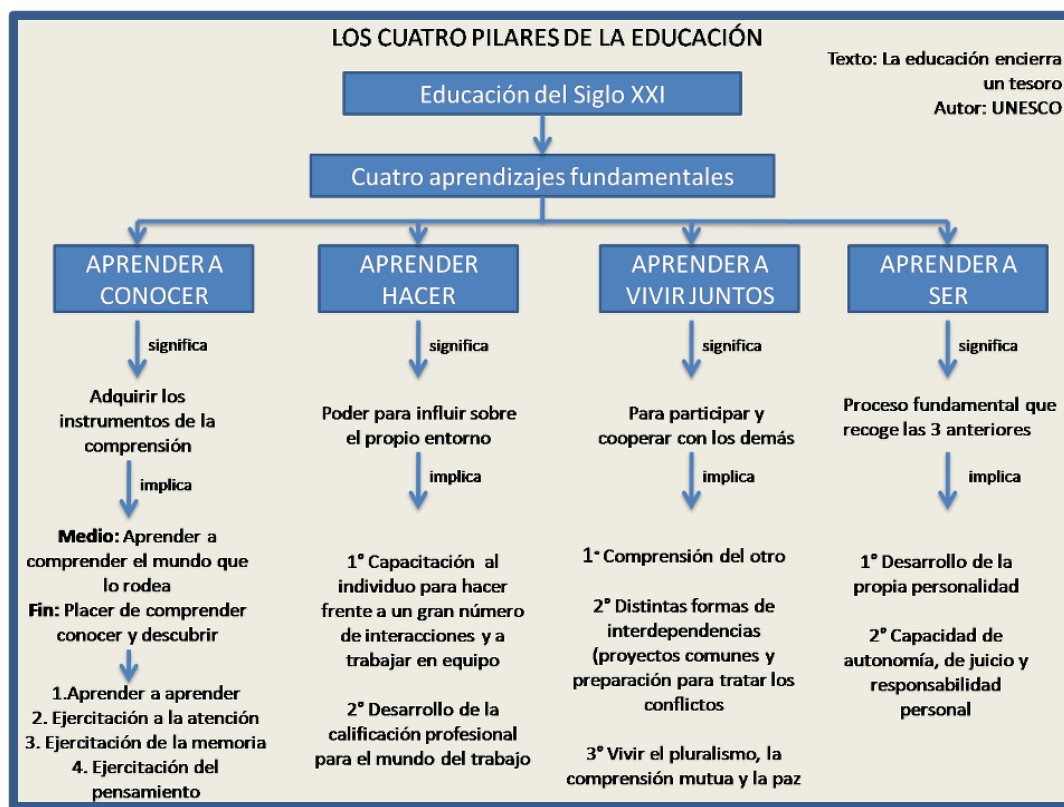 LOS CUATRO PILARES DE LA EDUCACIÓN
Texto: La educación encierra
un tesoro
Autor: UNESCO
Educación del Siglo XXI
Cuatro aprendizajes fundamentales
APRENDER A
CONOCER
significa
Adquirir los
instrumentos de la
comprensión
implica
Medio: Aprender a
comprender el mundo que
lo rodea
Fin: Placer de comprender
conocer y descubrir
1.Aprender a aprender
2. Ejercitación a la atención
3. Ejercitación de la memoria
4. Ejercitación del
pensamiento
APRENDER
HACER
significa
Poder para influir sobre
el propio entorno
implica
1° Capacitación al
individuo para hacer
frente a un gran número
de interacciones y a
trabajar en equipo
2° Desarrollo de la
calificación profesional
para el mundo del trabajo
APRENDER A
VIVIR JUNTOS
significa
Para participar y
cooperar con los demás
implica
1° Comprensión del otro
2° Distintas formas de
interdependencias
(proyectos comunes y
preparación para tratar los
conflictos
3° Vivir el pluralismo, la
comprensión mutua y la paz
APRENDER A
SER
significa
Proceso fundamental que
recoge las 3 anteriores
implica
1° Desarrollo de la
propia personalidad
2° Capacidad de
autonomía, de juicio y
responsabilidad
personal